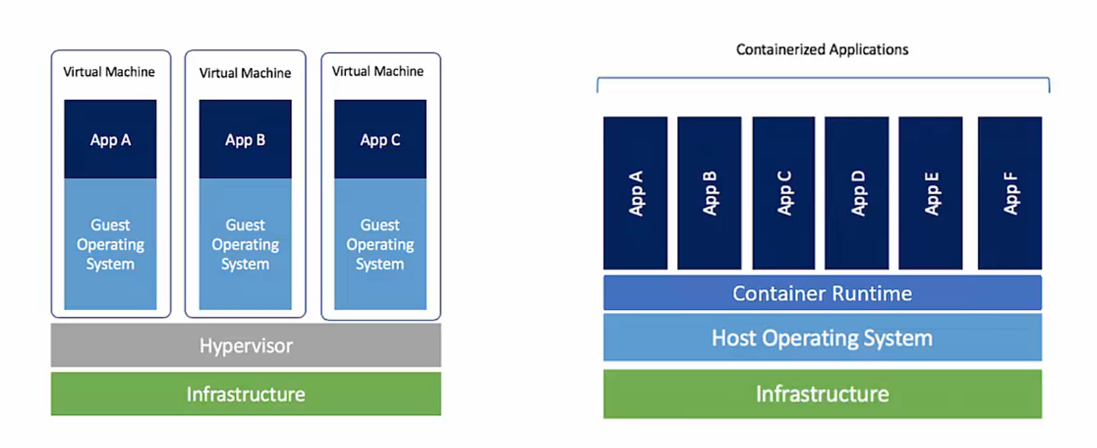 Virtual Machine
App A
Guest
Operating
System
Virtual Machine
App B
Guest
Operating
System
Virtual Machine
App C
Guest
Operating
System
Hypervisor
Infrastructure
Containerized Applications
App A
App B
App C
App D
App E
App F
Container Runtime
Host Operating System
Infrastructure